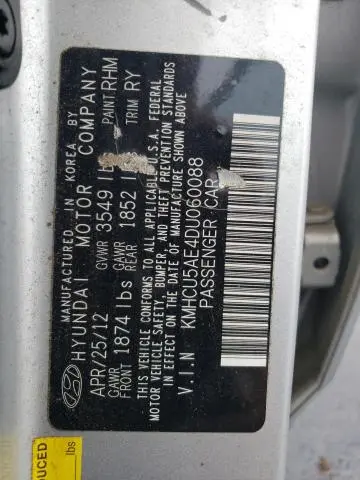 MANUFACTURED IN KOREA BY
HYUNDAI MOTOR COMPANY
APR/25/12 GVWR 3549 lb PAINT RHM
GAWR FRONT 1874 lbs GAWR REAR 1852 TRIM RY
THIS VEHICLE CONFORMS TO ALL APPLICABLE U.S.A. FEDERAL
MOTOR VEHICLE SAFETY, BUMPER, AND THEFT PREVENTION STANDARDS
IN EFFECT ON THE DATE OF MANUFACTURE SHOWN ABOVE
V.I.N KMHCU5AE4DU060088
PASSENGER CAR
DUCED
lbs